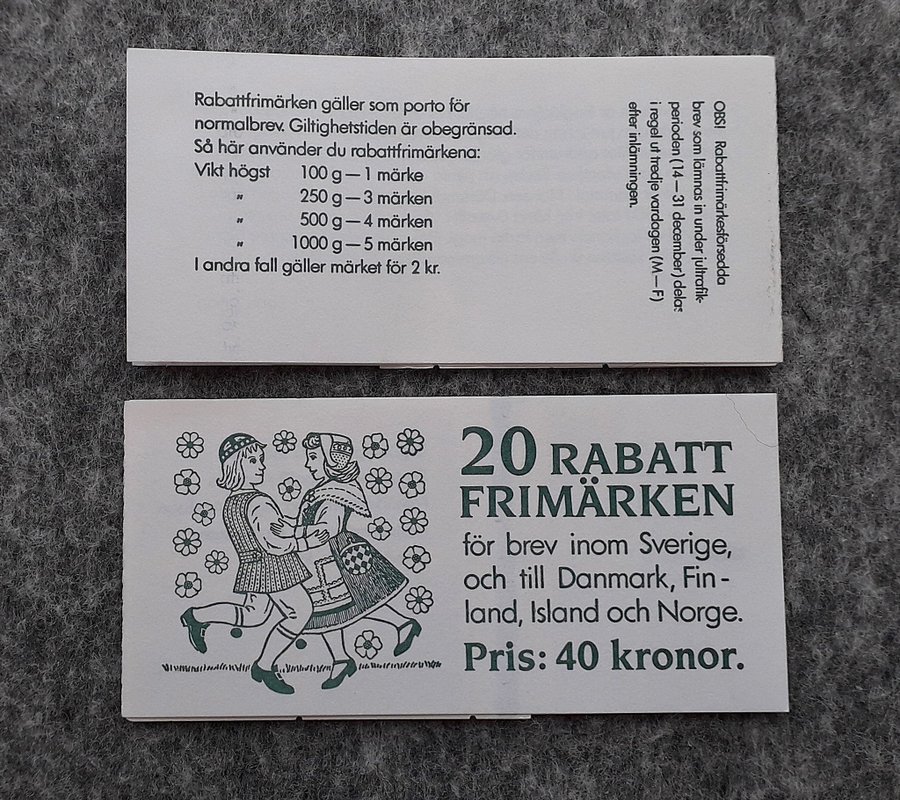 Rabattfrimärken gäller som porto för
normalbrev. Giltighetstiden är obegränsad.
Så här använder du rabattfrimärkena:
Vikt högst 100 g — 1 märke
" 250 g — 3 märken
" 500 g — 4 märken
" 1000 g — 5 märken
I andra fall gäller märket för 2 kr.
OBS! Rabattfrimärkesförsedda
brev som lämnas in under jultrafik-
perioden (14 — 31 december) delas
i regel ut tredje vardagen (M — F)
efter inlämningen.
20 RABATT
FRIMÄRKEN
för brev inom Sverige,
och till Danmark, Fin-
land, Island och Norge.
Pris: 40 kronor.